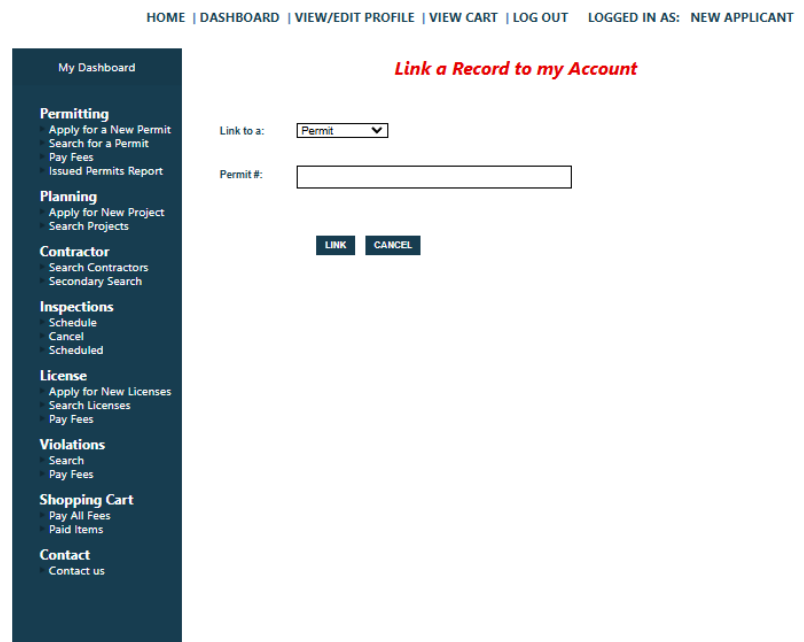 HOME | DASHBOARD | VIEW/EDIT PROFILE | VIEW CART | LOG OUT LOGGED IN AS: NEW APPLICANT
My Dashboard
Link a Record to my Account
Permitting
Apply for a New Permit
Search for a Permit
Pay Fees
Issued Permits Report
Planning
Apply for New Project
Search Projects
Contractor
Search Contractors
Secondary Search
Inspections
Schedule
Cancel
Scheduled
License
Apply for New Licenses
Search Licenses
Pay Fees
Violations
Search
Pay Fees
Shopping Cart
Pay All Fees
Paid Items
Contact
Contact us
Link to a: Permit
Permit #:
LINK CANCEL